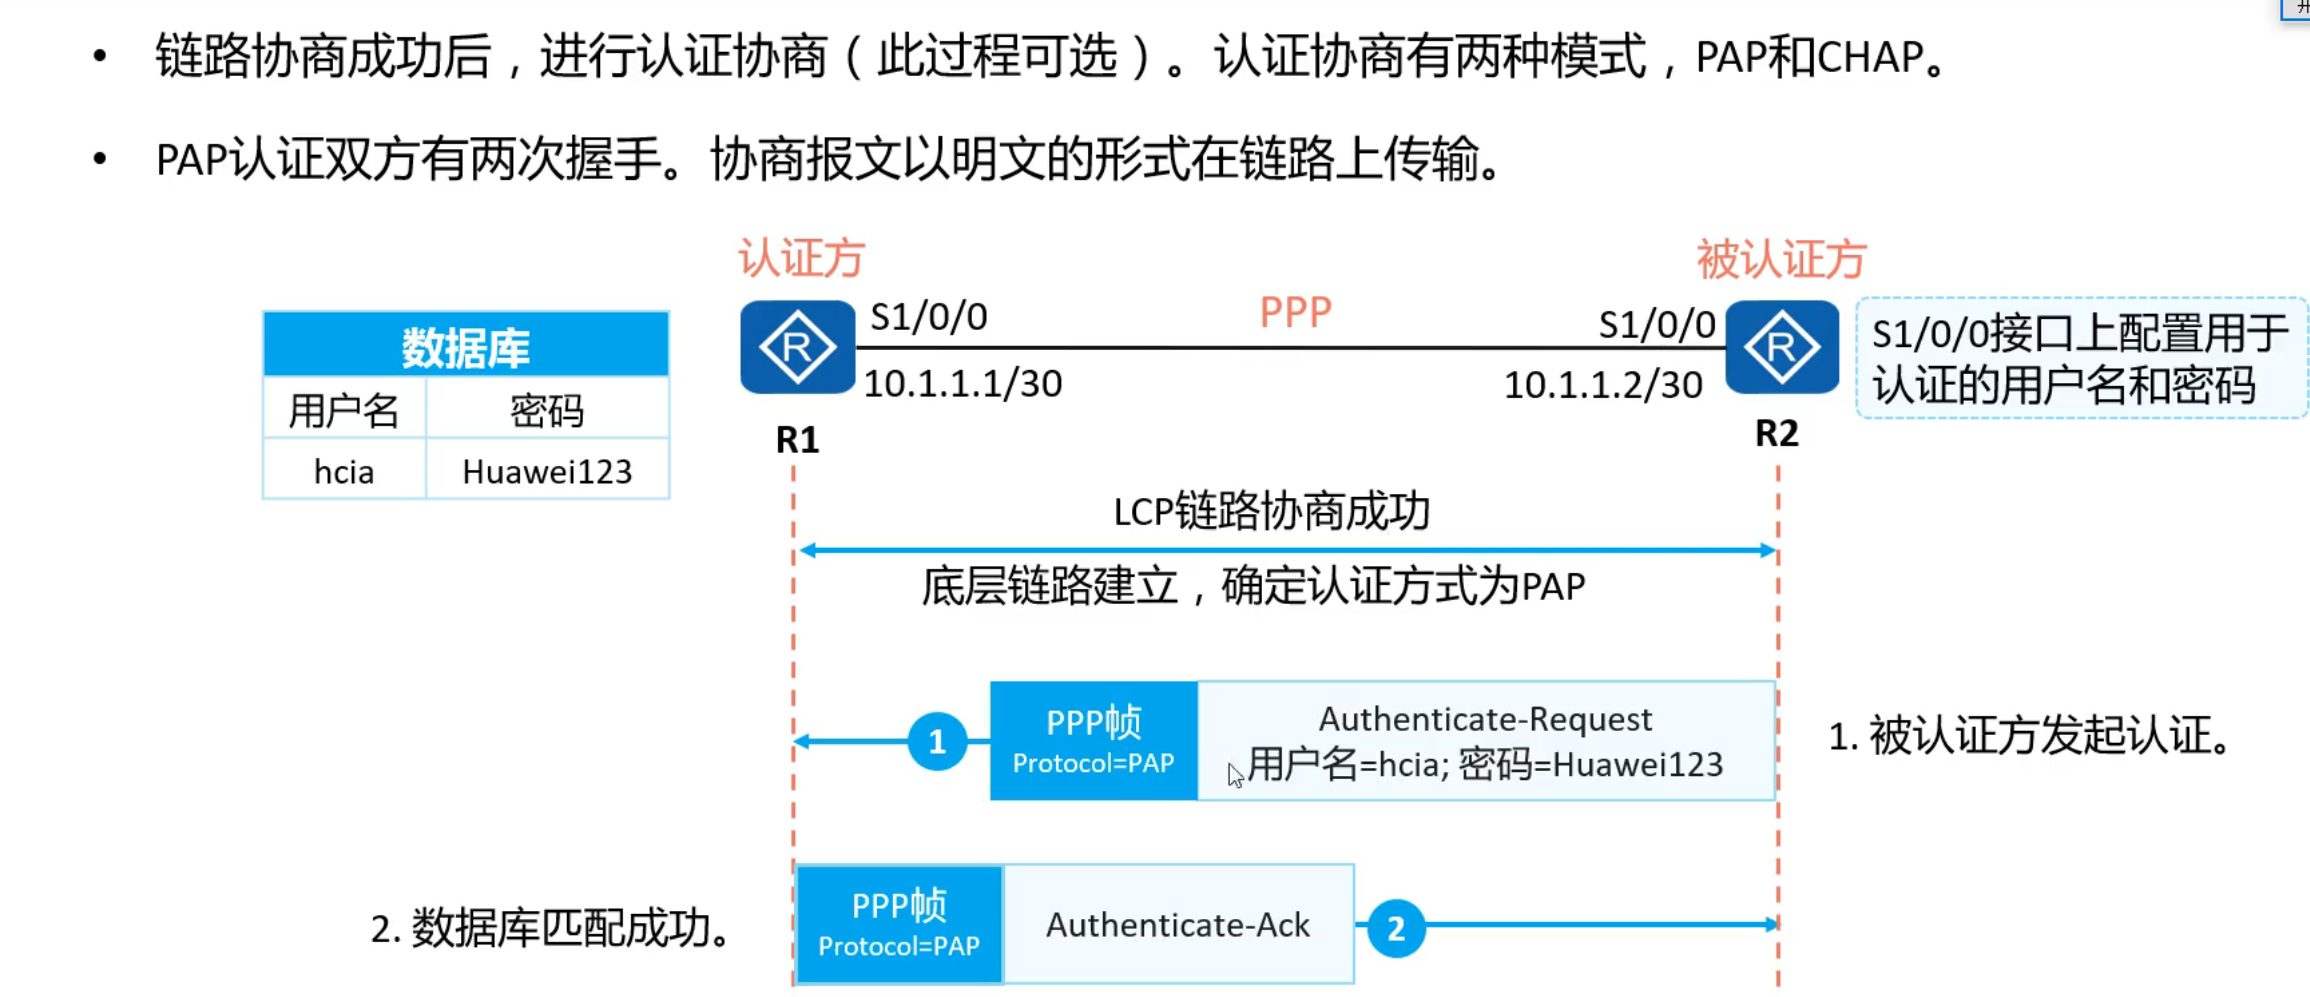 • 链路协商成功后，进行认证协商（此过程可选）。认证协商有两种模式，PAP和CHAP。
• PAP认证双方有两次握手。协商报文以明文的形式在链路上传输。
认证方
被认证方
S1/0/0
PPP
S1/0/0
10.1.1.1/30
10.1.1.2/30
R
R
S1/0/0接口上配置用于
认证的用户名和密码
数据库
用户名 密码
hcia Huawei123
R1
R2
LCP链路协商成功
底层链路建立，确定认证方式为PAP
1
PPP帧
Protocol=PAP
Authenticate-Request
用户名=hcia; 密码=Huawei123
1. 被认证方发起认证。
2. 数据库匹配成功。
PPP帧
Protocol=PAP
Authenticate-Ack
2